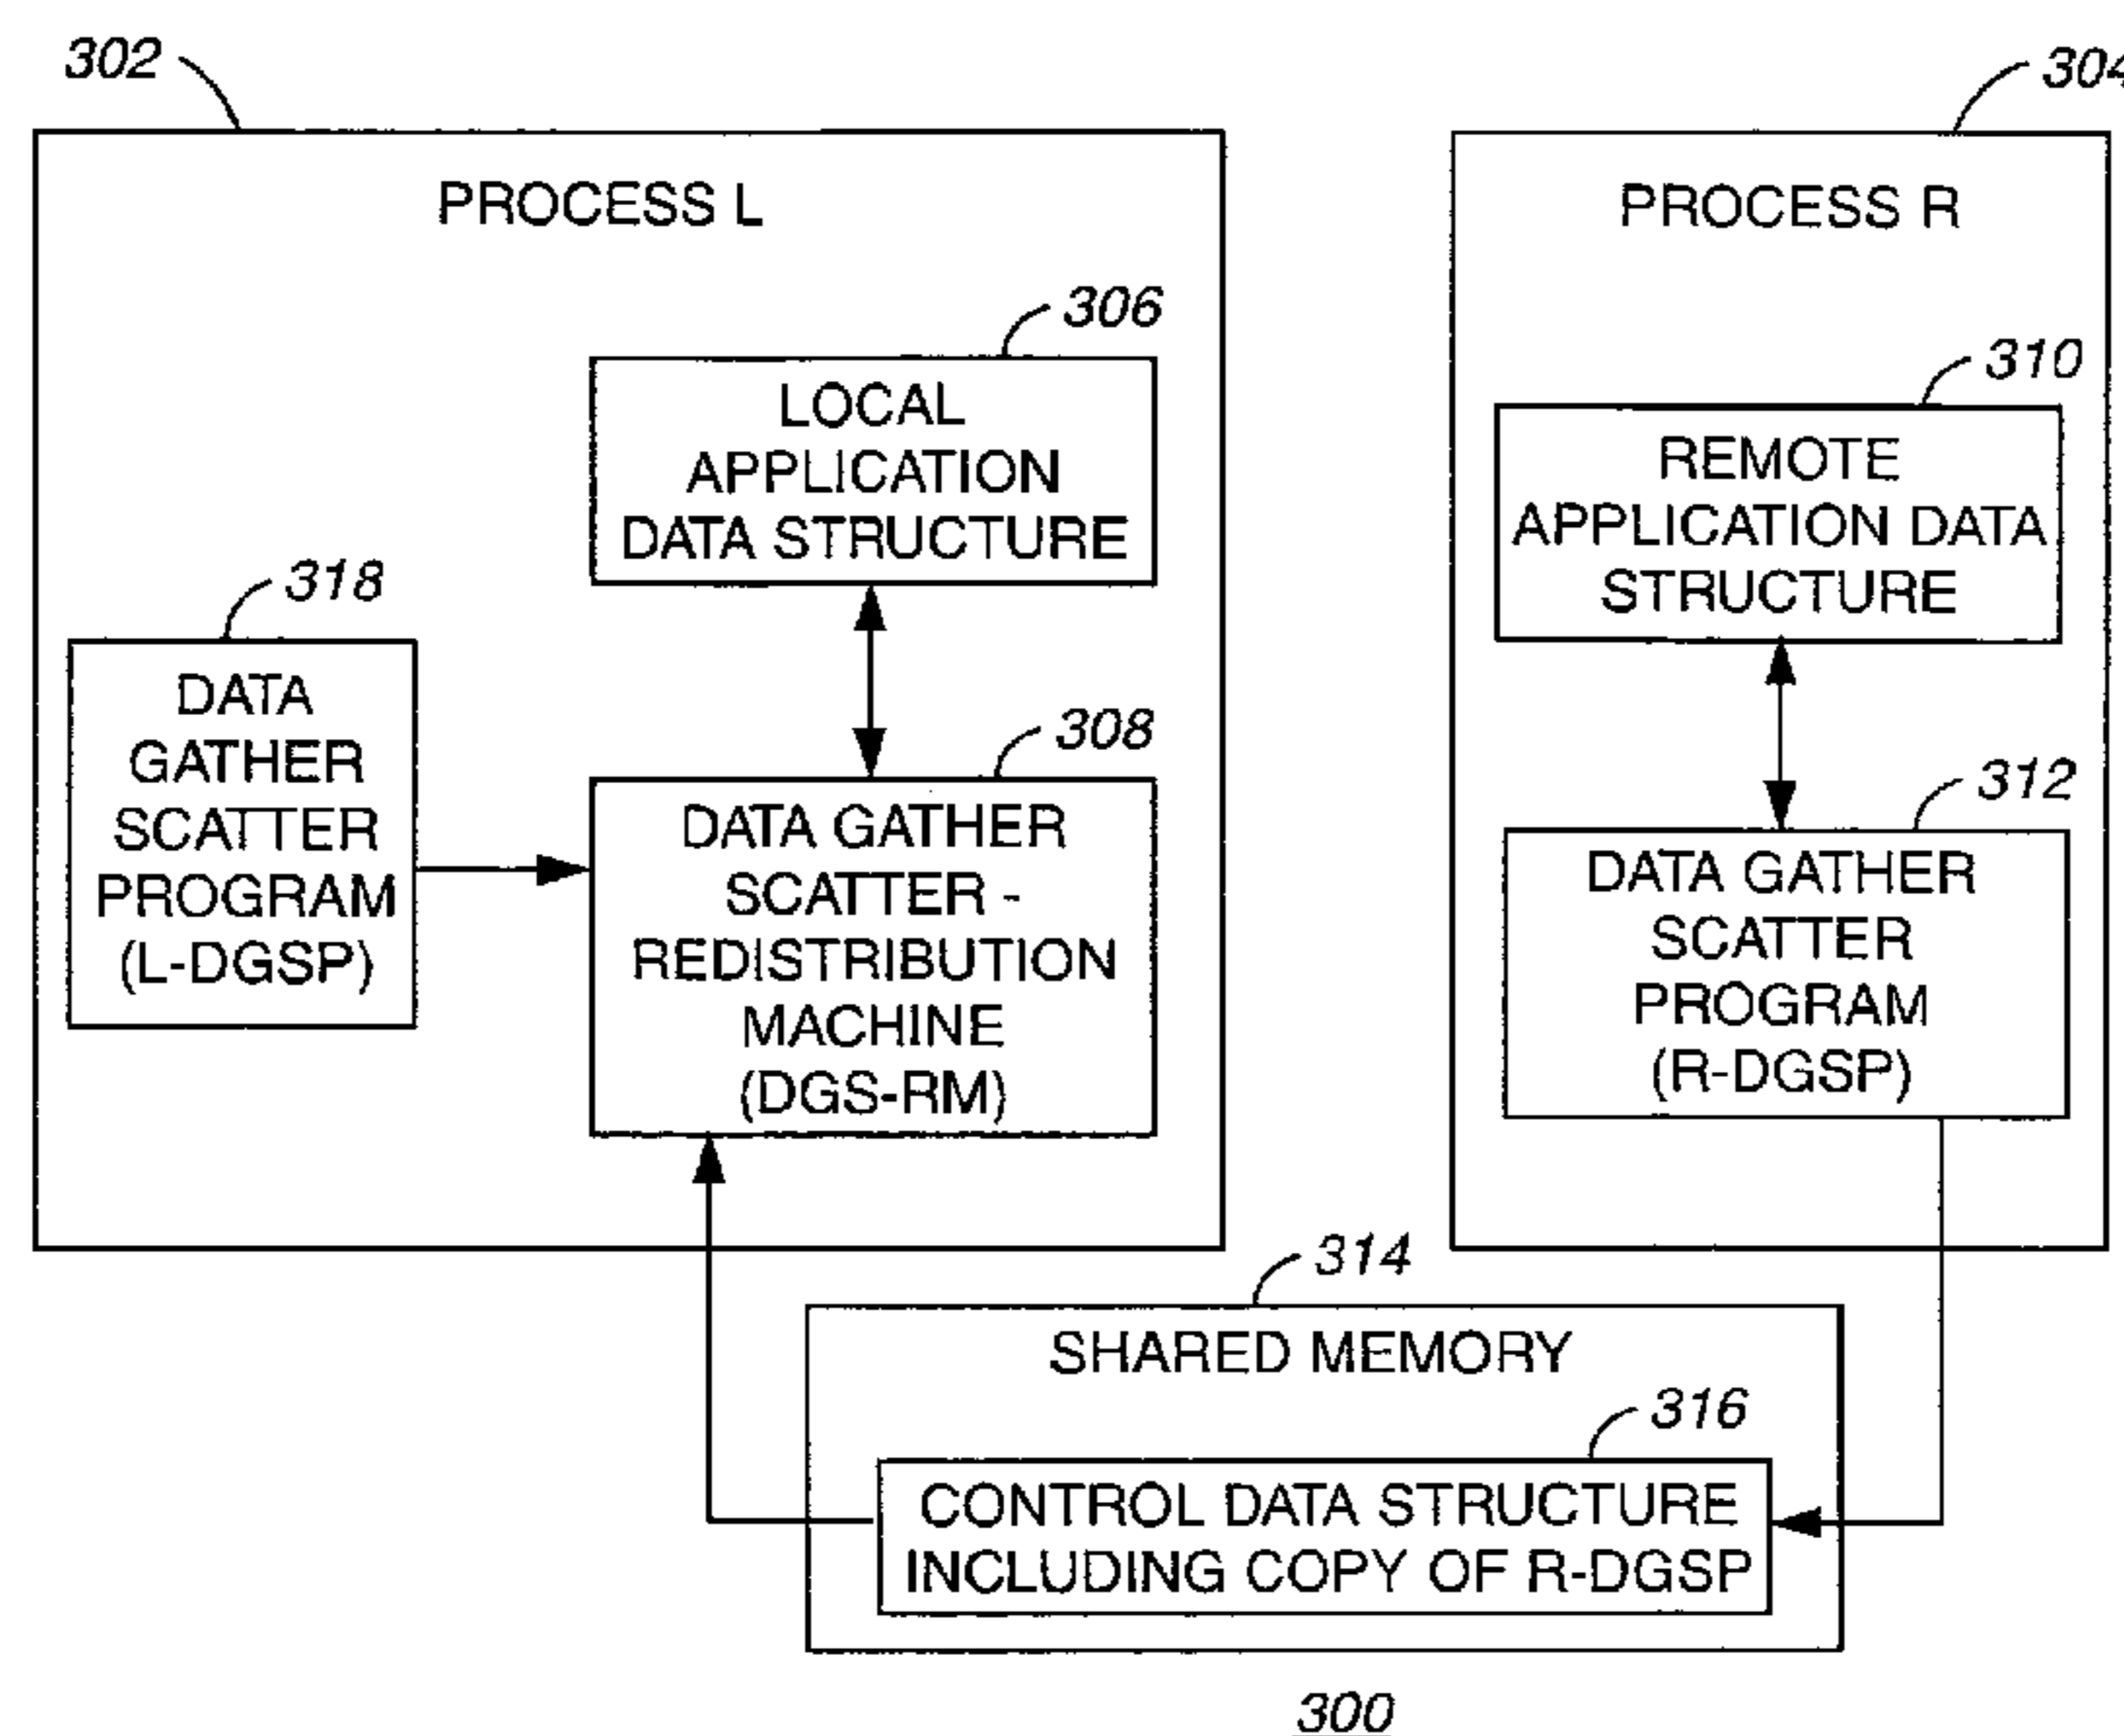 302
304
PROCESS L
PROCESS R
306
LOCAL
APPLICATION
DATA STRUCTURE
310
REMOTE
APPLICATION DATA
STRUCTURE
318
DATA
GATHER
SCATTER
PROGRAM
(L-DGSP)
308
DATA GATHER
SCATTER -
REDISTRIBUTION
MACHINE
(DGS-RM)
312
DATA GATHER
SCATTER
PROGRAM
(R-DGSP)
314
SHARED MEMORY
316
CONTROL DATA STRUCTURE
INCLUDING COPY OF R-DGSP
300